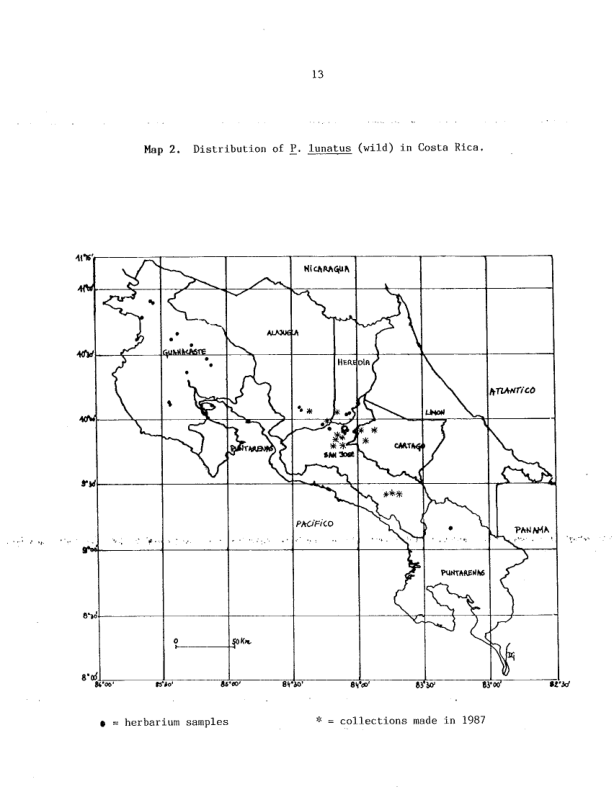 13
Map 2. Distribution of P. lunatus (wild) in Costa Rica.
11°15'
NICARAGUA
11°00'
ALAJUELA
10°30'
GUANACASTE
HEREDIA
ATLANTICO
10°00'
LIMON
PUNTARENAS
SAN JOSE
CARTAGO
9°30'
PACIFICO
PANAMA
9°00'
PUNTARENAS
8°30'
0 50Km
8°00'
86°00' 85°30' 85°00' 84°30' 84°00' 83°30' 83°00' 82°30'
● = herbarium samples * = collections made in 1987